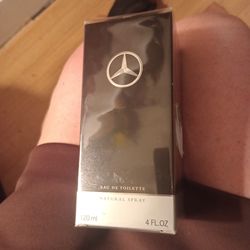 EAU DE TOILETTE
NATURAL SPRAY
120 ml 4 FL.OZ